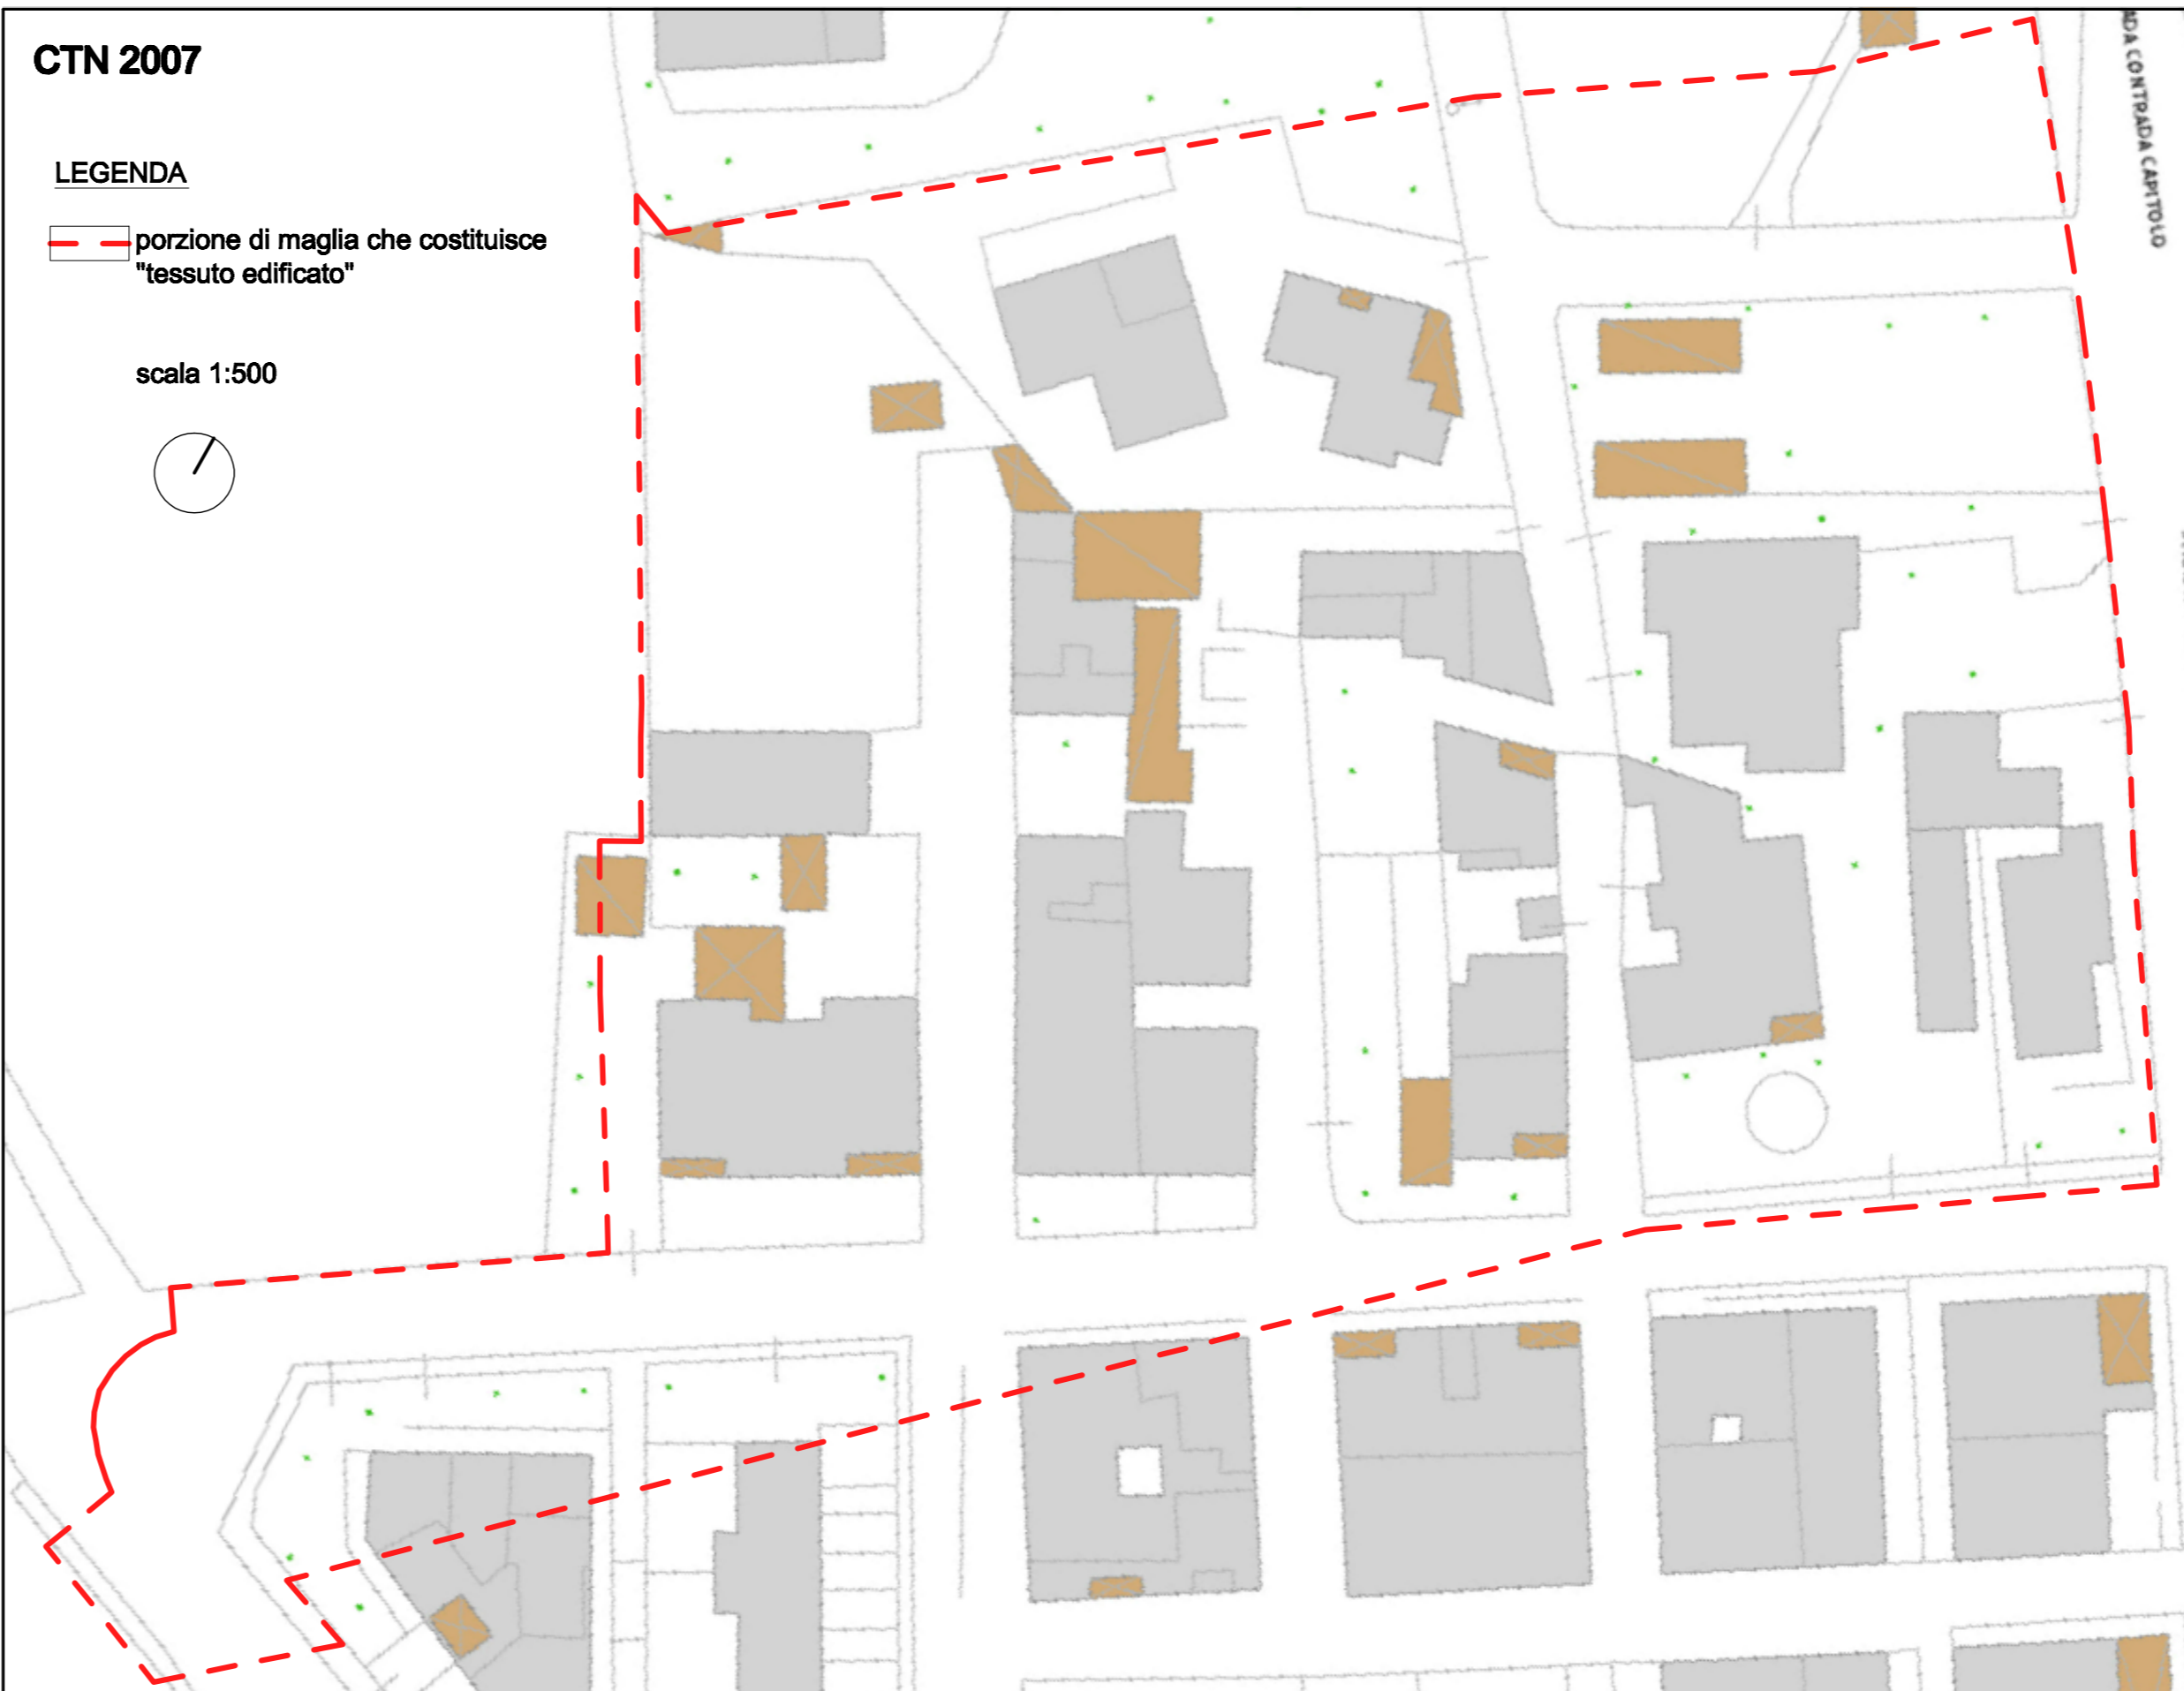 CTN 2007
LEGENDA
porzione di maglia che costituisce
"tessuto edificato"
scala 1:500
CONTRADA CAPITOLO